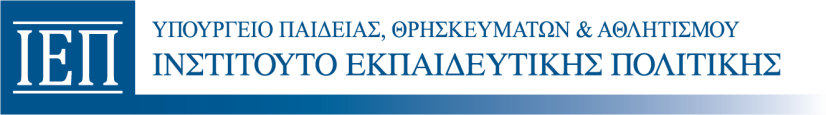 ΙΕΠ
ΥΠΟΥΡΓΕΙΟ ΠΑΙΔΕΙΑΣ, ΘΡΗΣΚΕΥΜΑΤΩΝ & ΑΘΛΗΤΙΣΜΟΥ
ΙΝΣΤΙΤΟΥΤΟ ΕΚΠΑΙΔΕΥΤΙΚΗΣ ΠΟΛΙΤΙΚΗΣ